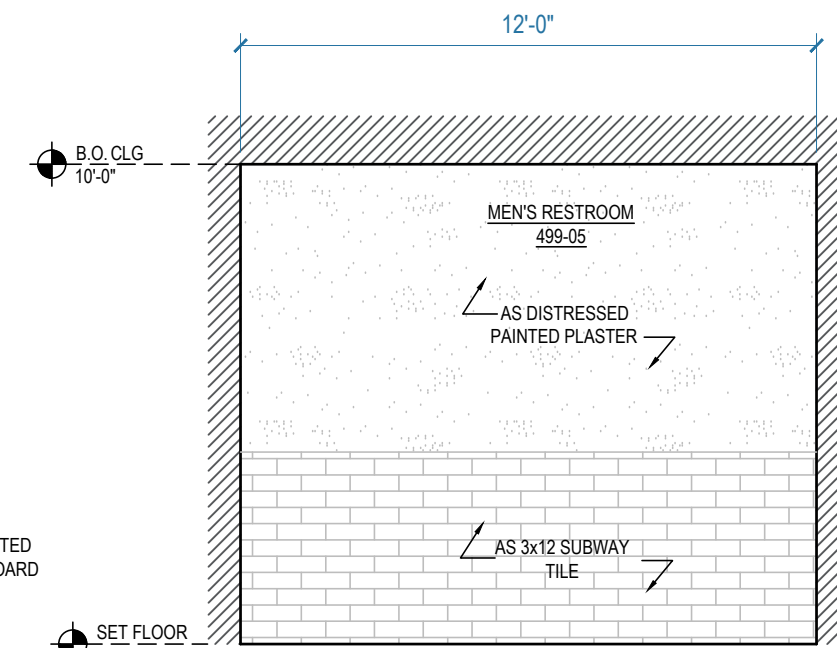 12'-0"
B.O. CLG
10'-0"
MEN'S RESTROOM
499-05
AS DISTRESSED
PAINTED PLASTER
AS 3x12 SUBWAY
TILE
SET FLOOR